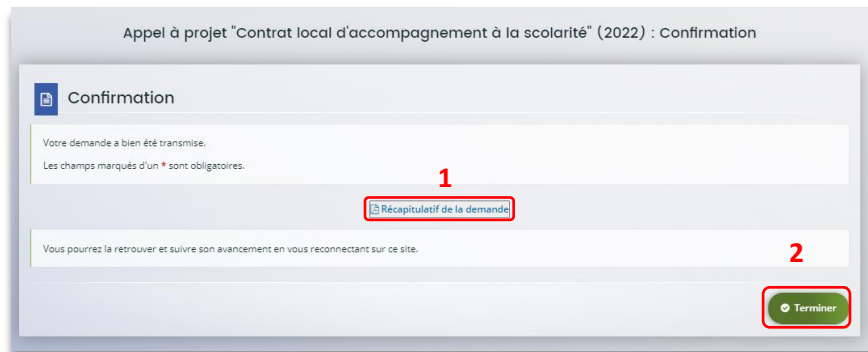 Appel à projet "Contrat local d'accompagnement à la scolarité" (2022) : Confirmation
Confirmation
Votre demande a bien été transmise.
Les champs marqués d'un * sont obligatoires.
1
Récapitulatif de la demande
Vous pourrez la retrouver et suivre son avancement en vous reconnectant sur ce site.
2
Terminer